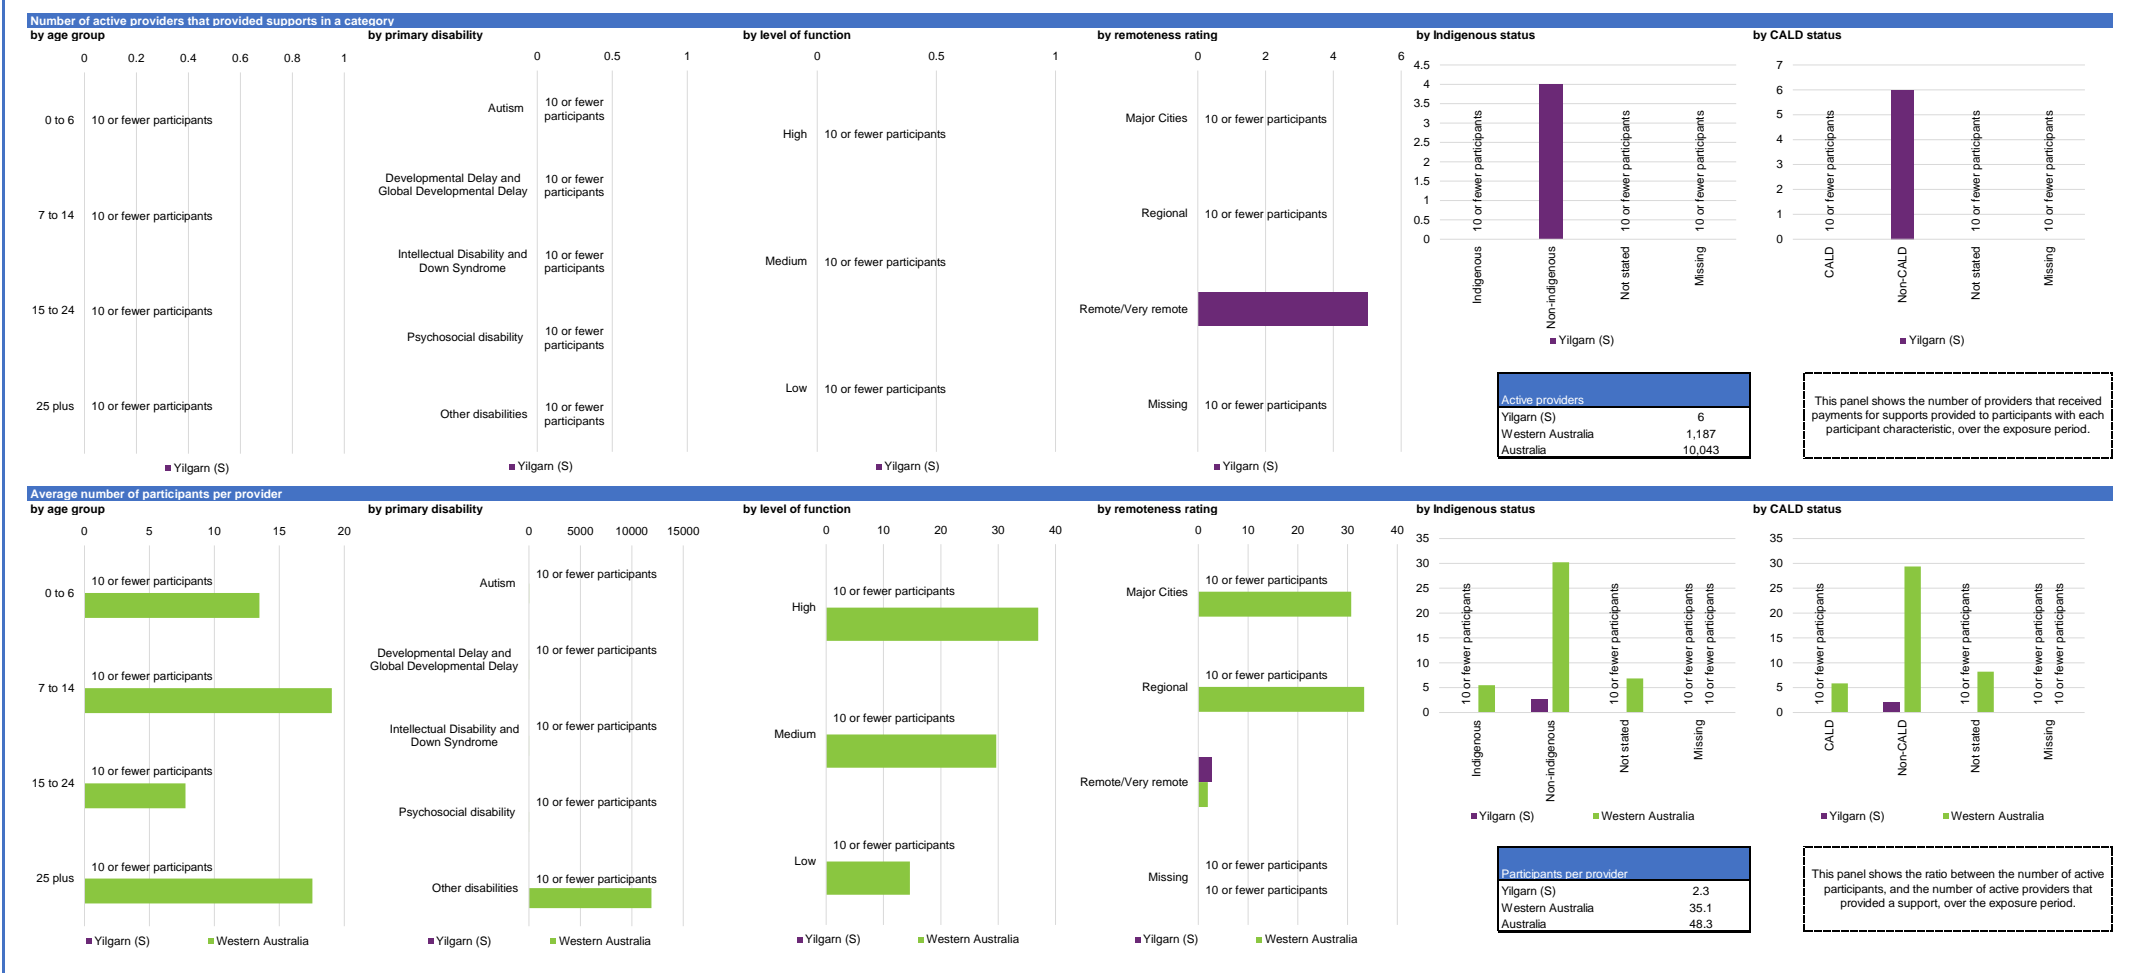 Number of active providers that provided supports in a category
by age group
0 0.2 0.4 0.6 0.8 1
0 to 6 10 or fewer participants
7 to 14 10 or fewer participants
15 to 24 10 or fewer participants
25 plus 10 or fewer participants
Yilgarn (S)
by primary disability
0 0.5 1
Autism 10 or fewer
participants
Developmental Delay and
Global Developmental Delay
10 or fewer
participants
Intellectual Disability and
Down Syndrome
10 or fewer
participants
Psychosocial disability 10 or fewer
participants
Other disabilities 10 or fewer
participants
Yilgarn (S)
by level of function
0 0.5 1
High 10 or fewer participants
Medium 10 or fewer participants
Low 10 or fewer participants
Yilgarn (S)
by remoteness rating
0 2 4 6
Major Cities 10 or fewer participants
Regional 10 or fewer participants
Remote/Very remote
Missing 10 or fewer participants
Yilgarn (S)
by Indigenous status
4.5
4
3.5
3
2.5
2
1.5
1
0.5
0
10 or fewer participants
10 or fewer participants
10 or fewer participants
Indigenous
Non-indigenous
Not stated
Missing
Yilgarn (S)
by CALD status
7
6
5
4
3
2
1
0
10 or fewer participants
10 or fewer participants
10 or fewer participants
CALD
Non-CALD
Not stated
Missing
Yilgarn (S)
Active providers
Yilgarn (S) 6
Western Australia 1,187
Australia 10,043
This panel shows the number of providers that received
payments for supports provided to participants with each
participant characteristic, over the exposure period.
Average number of participants per provider
by age group
0 5 10 15 20
0 to 6 10 or fewer participants
7 to 14 10 or fewer participants
15 to 24 10 or fewer participants
25 plus 10 or fewer participants
Yilgarn (S) Western Australia
by primary disability
0 5000 10000 15000
Autism 10 or fewer participants
Developmental Delay and
Global Developmental Delay
10 or fewer participants
Intellectual Disability and
Down Syndrome
10 or fewer participants
Psychosocial disability 10 or fewer participants
Other disabilities 10 or fewer participants
Yilgarn (S) Western Australia
by level of function
0 10 20 30 40
High 10 or fewer participants
Medium 10 or fewer participants
Low 10 or fewer participants
Yilgarn (S) Western Australia
by remoteness rating
0 10 20 30 40
Major Cities 10 or fewer participants
Regional 10 or fewer participants
Remote/Very remote
Missing 10 or fewer participants
10 or fewer participants
Yilgarn (S) Western Australia
by Indigenous status
35
30
25
20
15
10
5
0
10 or fewer participants
10 or fewer participants
10 or fewer participants
10 or fewer participants
Indigenous
Non-indigenous
Not stated
Missing
Yilgarn (S) Western Australia
by CALD status
35
30
25
20
15
10
5
0
10 or fewer participants
10 or fewer participants
10 or fewer participants
10 or fewer participants
CALD
Non-CALD
Not stated
Missing
Yilgarn (S) Western Australia
Participants per provider
Yilgarn (S) 2.3
Western Australia 35.1
Australia 48.3
This panel shows the ratio between the number of active
participants, and the number of active providers that
provided a support, over the exposure period.